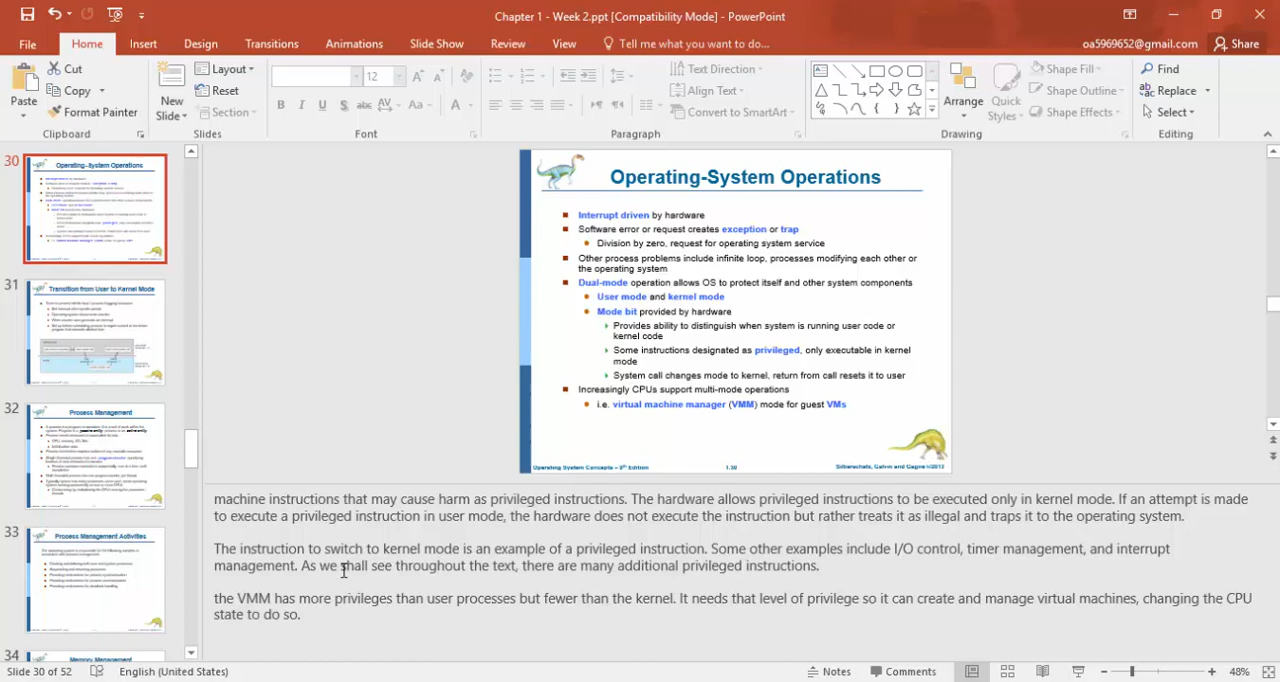 Chapter 1 - Week 2.ppt [Compatibility Mode] - PowerPoint
File Home Insert Design Transitions Animations Slide Show Review View Tell me what you want to do... oa5969652@gmail.com Share
Paste
Cut
Copy
Format Painter
Clipboard
New Slide
Layout
Reset
Section
Slides
12
B I U S abc AV Aa A
Font
Text Direction
Align Text
Convert to SmartArt
Paragraph
Arrange
Quick Styles
Shape Fill
Shape Outline
Shape Effects
Drawing
Find
Replace
Select
Editing
30
Operating-System Operations
31
Transition from User to Kernel Mode
32
Process Management
33
Process Management Activities
34
Memory Management
Operating-System Operations
Interrupt driven by hardware
Software error or request creates exception or trap
Division by zero, request for operating system service
Other process problems include infinite loop, processes modifying each other or
the operating system
Dual-mode operation allows OS to protect itself and other system components
User mode and kernel mode
Mode bit provided by hardware
Provides ability to distinguish when system is running user code or
kernel code
Some instructions designated as privileged, only executable in kernel
mode
System call changes mode to kernel, return from call resets it to user
Increasingly CPUs support multi-mode operations
i.e. virtual machine manager (VMM) mode for guest VMs
Operating System Concepts – 9th Edition 1.30 Silberschatz, Galvin and Gagne ©2013
machine instructions that may cause harm as privileged instructions. The hardware allows privileged instructions to be executed only in kernel mode. If an attempt is made
to execute a privileged instruction in user mode, the hardware does not execute the instruction but rather treats it as illegal and traps it to the operating system.
The instruction to switch to kernel mode is an example of a privileged instruction. Some other examples include I/O control, timer management, and interrupt
management. As we shall see throughout the text, there are many additional privileged instructions.
the VMM has more privileges than user processes but fewer than the kernel. It needs that level of privilege so it can create and manage virtual machines, changing the CPU
state to do so.
Slide 30 of 52 English (United States) Notes Comments 48%